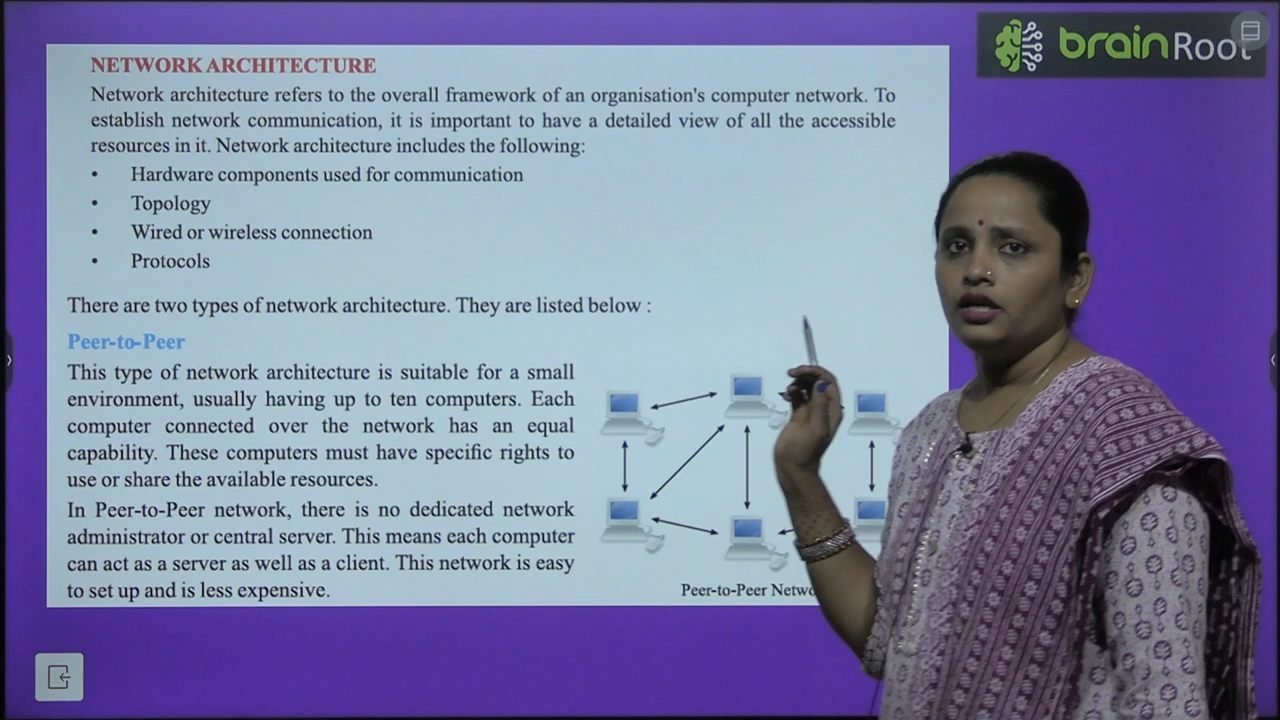 brainRoot
NETWORK ARCHITECTURE
Network architecture refers to the overall framework of an organisation's computer network. To
establish network communication, it is important to have a detailed view of all the accessible
resources in it. Network architecture includes the following:
• Hardware components used for communication
• Topology
• Wired or wireless connection
• Protocols
There are two types of network architecture. They are listed below :
Peer-to-Peer
This type of network architecture is suitable for a small
environment, usually having up to ten computers. Each
computer connected over the network has an equal
capability. These computers must have specific rights to
use or share the available resources.
In Peer-to-Peer network, there is no dedicated network
administrator or central server. This means each computer
can act as a server as well as a client. This network is easy
to set up and is less expensive.
Peer-to-Peer